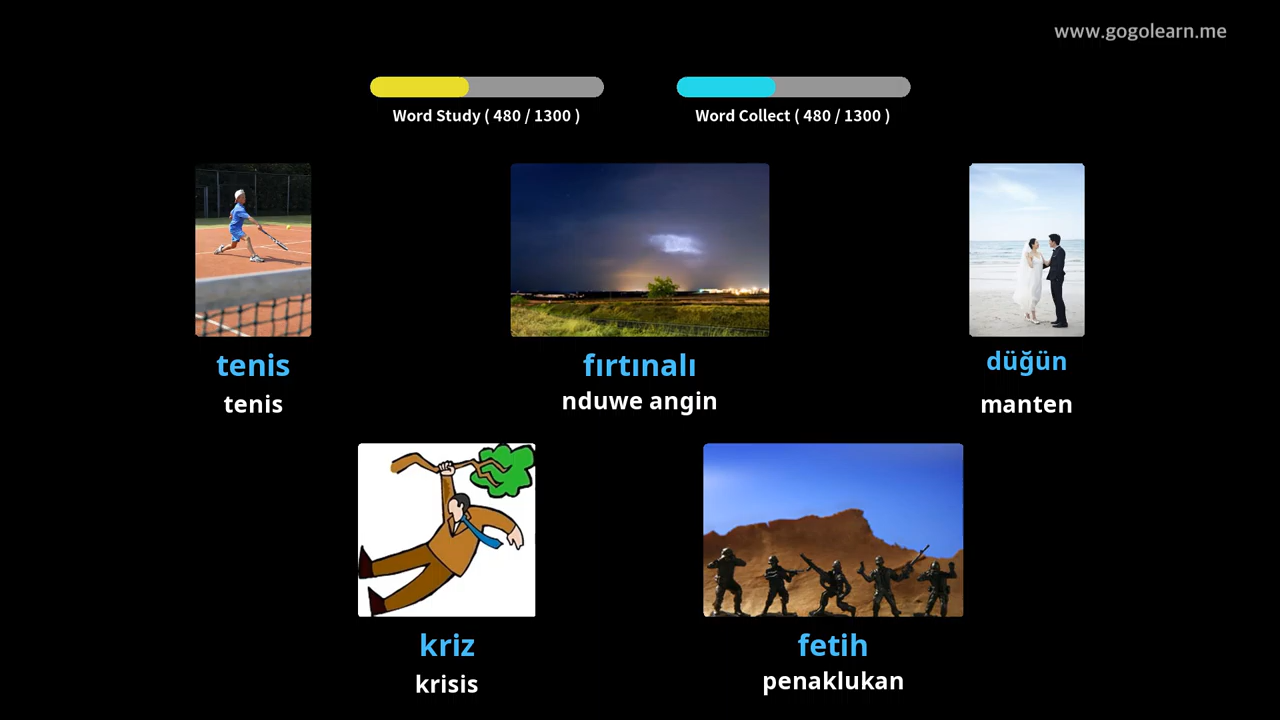 www.gogolearn.me
Word Study ( 480 / 1300 )
Word Collect ( 480 / 1300 )
tenis
tenis
fırtınalı
nduwe angin
düğün
manten
kriz
krisis
fetih
penaklukan